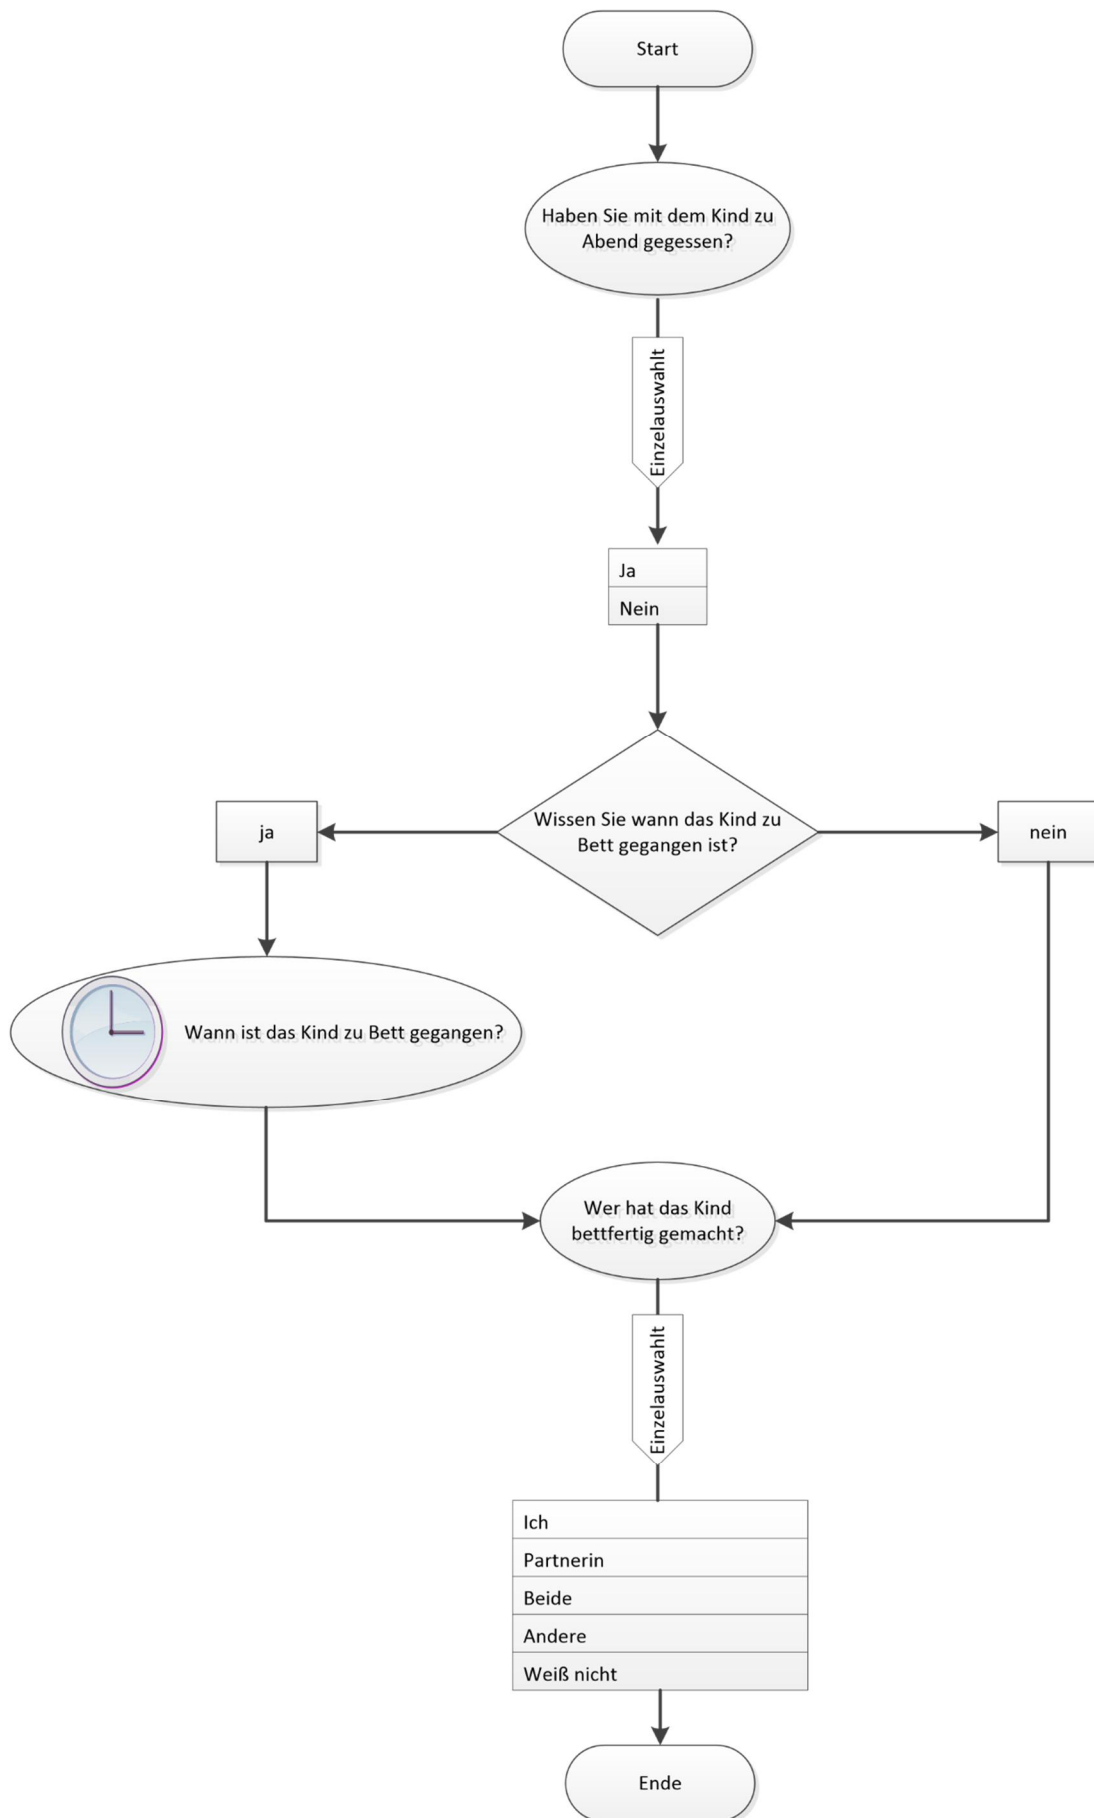 Start
Haben Sie mit dem Kind zu
Abend gegessen?
Einzelauswahlt
Ja
Nein
Wissen Sie wann das Kind zu
Bett gegangen ist?
ja
nein
Wann ist das Kind zu Bett gegangen?
Wer hat das Kind
bettfertig gemacht?
Einzelauswahlt
Ich
Partnerin
Beide
Andere
Weiß nicht
Ende